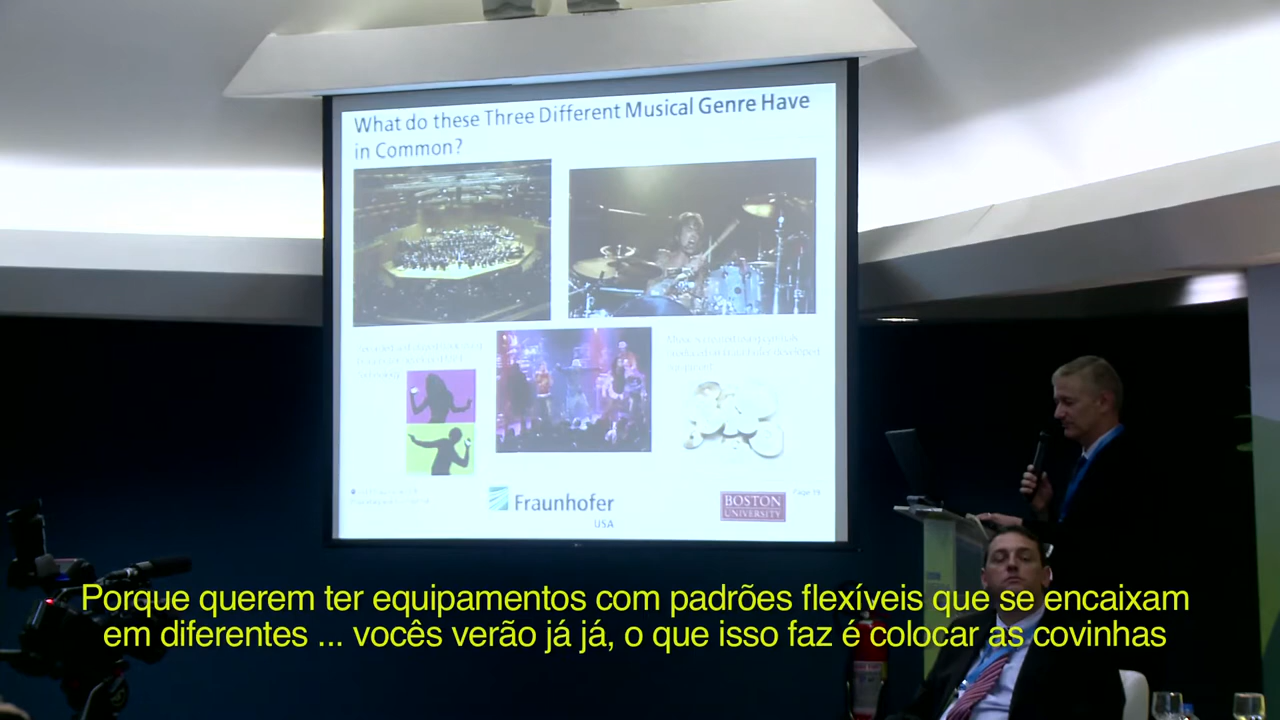 What do these Three Different Musical Genre Have
in Common?
Fraunhofer
USA
BOSTON
UNIVERSITY
Porque querem ter equipamentos com padrões flexíveis que se encaixam
em diferentes ... vocês verão já já, o que isso faz é colocar as covinhas